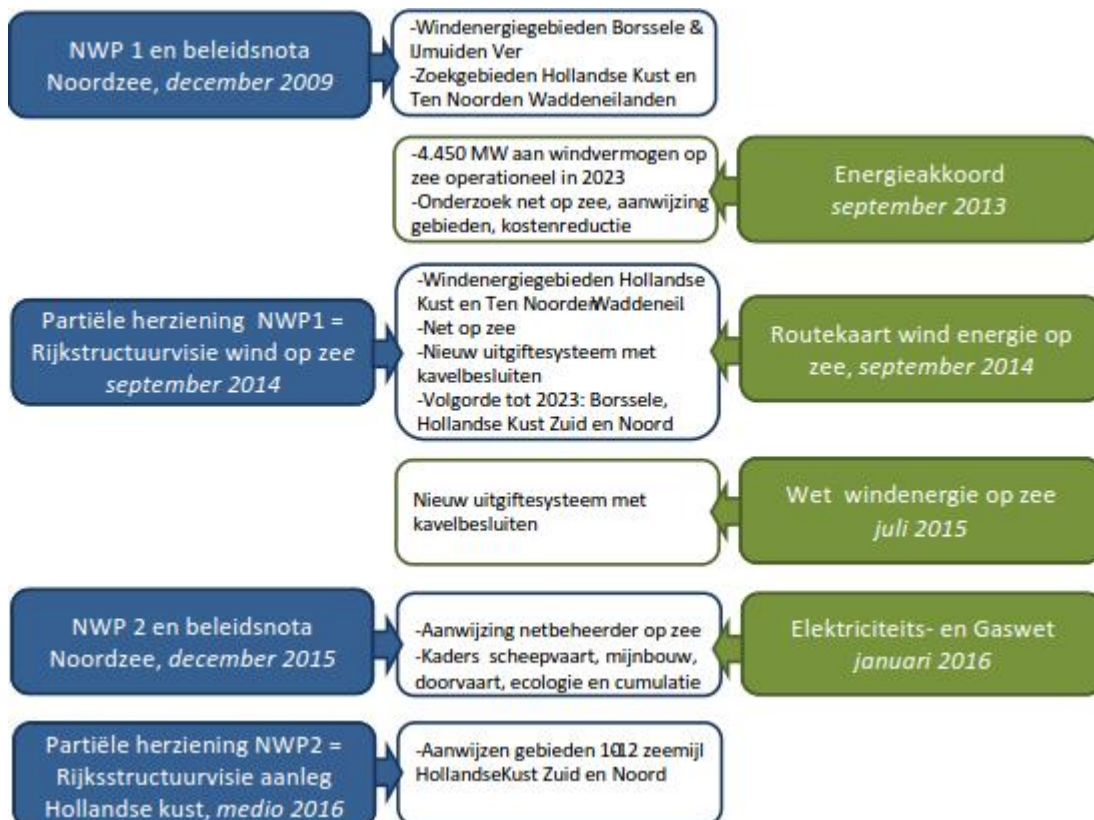 NWP 1 en beleidsnota
Noordzee, december 2009
-Windenergiegebieden Borssele &
IJmuiden Ver
-Zoekgebieden Hollandse Kust en
Ten Noorden Waddeneilanden
-4.450 MW aan windvermogen op
zee operationeel in 2023
-Onderzoek net op zee, aanwijzing
gebieden, kostenreductie
Energieakkoord
september 2013
Partiële herziening NWP1 =
Rijkstructuurvisie wind op zee
september 2014
-Windenergiegebieden Hollandse
Kust en Ten Noorden Waddeneil
-Net op zee
-Nieuw uitgiftesysteem met
kavelbesluiten
-Volgorde tot 2023: Borssele,
Hollandse Kust Zuid en Noord
Routekaart wind energie op
zee, september 2014
Nieuw uitgiftesysteem met
kavelbesluiten
Wet windenergie op zee
juli 2015
NWP 2 en beleidsnota
Noordzee, december 2015
-Aanwijzing netbeheerder op zee
-Kaders scheepvaart, mijnbouw,
doorvaart, ecologie en cumulatie
Elektriciteits- en Gaswet
januari 2016
Partiële herziening NWP2 =
Rijksstructuurvisie aanleg
Hollandse kust, medio 2016
-Aanwijzen gebieden 10-12 zeemijl
HollandseKust Zuid en Noord